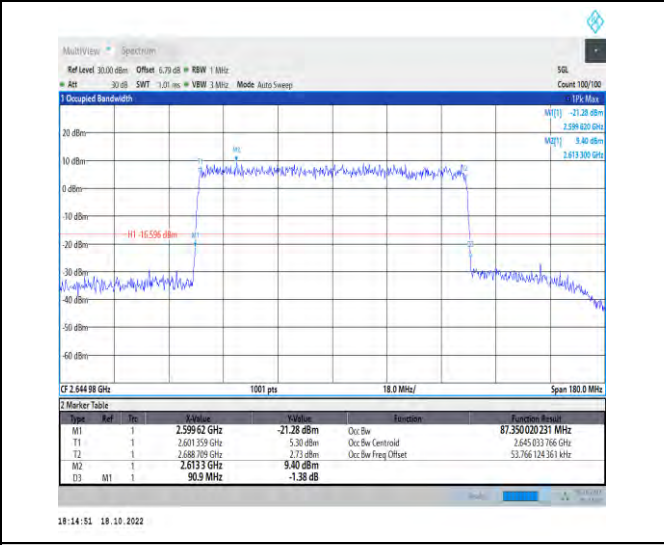 MultiView Spectrum
Ref Level 30.00 dBm Offset 6.79 dB RBW 1 MHz SGL
Att 30 dB SWT 1.01 ms VBW 3 MHz Mode Auto Sweep Count 100/100
1 Occupied Bandwidth 1Pk Max
M1[1] -21.28 dBm
2.599 620 GHz
M2[1] 9.40 dBm
2.613 300 GHz
20 dBm
M2
T1 T2
10 dBm
0 dBm
-10 dBm
H1 -16.596 dBm M1
-20 dBm
-30 dBm
-40 dBm
-50 dBm
-60 dBm
CF 2.644 98 GHz 1001 pts 18.0 MHz/ Span 180.0 MHz
2 Marker Table
Type Ref Trc X-Value Y-Value Function Function Result
M1 1 2.599 62 GHz -21.28 dBm Occ Bw 87.350 020 231 MHz
T1 1 2.601 359 GHz 5.30 dBm Occ Bw Centroid 2.645 033 766 GHz
T2 1 2.688 709 GHz 2.73 dBm Occ Bw Freq Offset 53.766 124 361 kHz
M2 1 2.613 3 GHz 9.40 dBm
D3 M1 1 90.9 MHz -1.38 dB
18:14:51 18.10.2022